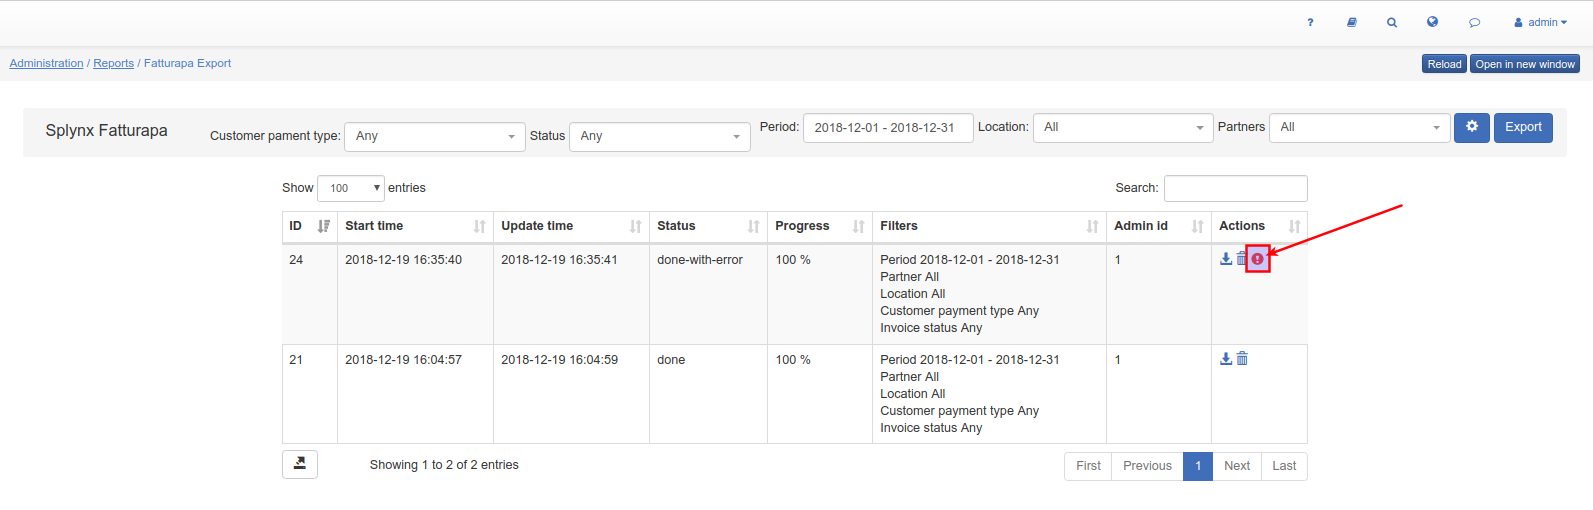 ? admin
Administration / Reports / Fatturapa Export Reload Open in new window
Splynx Fatturapa Customer pament type: Any Status Any Period: 2018-12-01 - 2018-12-31 Location: All Partners All Export
Show 100 entries Search:
ID Start time Update time Status Progress Filters Admin id Actions
24 2018-12-19 16:35:40 2018-12-19 16:35:41 done-with-error 100 % Period 2018-12-01 - 2018-12-31 1
Partner All
Location All
Customer payment type Any
Invoice status Any
21 2018-12-19 16:04:57 2018-12-19 16:04:59 done 100 % Period 2018-12-01 - 2018-12-31 1
Partner All
Location All
Customer payment type Any
Invoice status Any
Showing 1 to 2 of 2 entries First Previous 1 Next Last